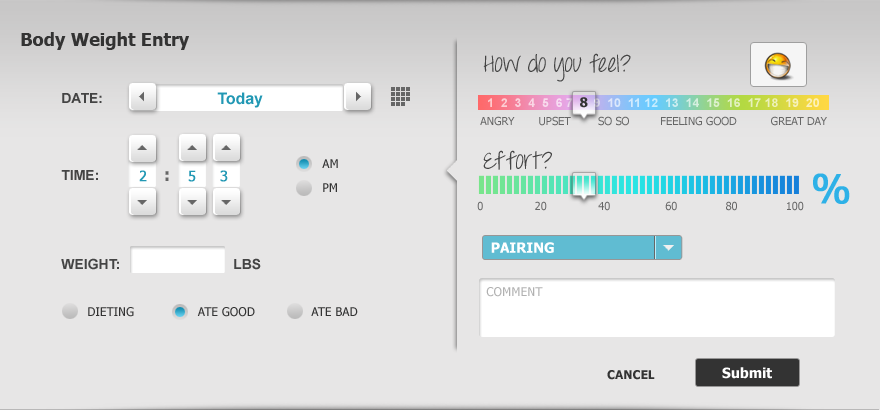 Body Weight Entry
DATE:
Today
TIME:
2 : 5 3
AM
PM
WEIGHT:
LBS
DIETING
ATE GOOD
ATE BAD
How do you feel?
1 2 3 4 5 6 7 8 9 10 11 12 13 14 15 16 17 18 19 20
ANGRY UPSET SO SO FEELING GOOD GREAT DAY
Effort?
%
0 20 40 60 80 100
PAIRING
COMMENT
CANCEL
Submit